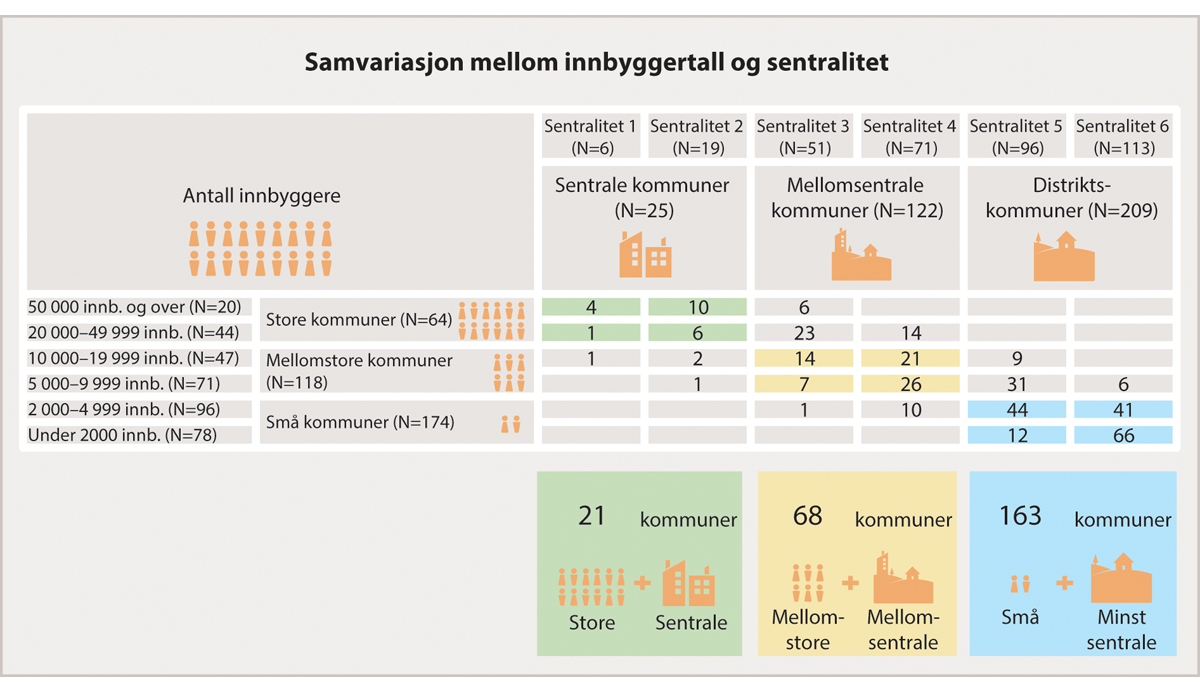 Samvariasjon mellom innbyggertall og sentralitet
Antall innbyggere
Sentralitet 1
(N=6)
Sentralitet 2
(N=19)
Sentralitet 3
(N=51)
Sentralitet 4
(N=71)
Sentralitet 5
(N=96)
Sentralitet 6
(N=113)
Sentrale kommuner
(N=25)
Mellomsentrale
kommuner (N=122)
Distrikts-
kommuner (N=209)
50 000 innb. og over (N=20)
20 000–49 999 innb. (N=44)
Store kommuner (N=64)
4 10 6
1 6 23 14
10 000–19 999 innb. (N=47)
5 000–9 999 innb. (N=71)
Mellomstore kommuner
(N=118)
1 2 14 21 9
1 7 26 31 6
2 000–4 999 innb. (N=96)
Under 2000 innb. (N=78)
Små kommuner (N=174)
1 10 44 41
12 66
21 kommuner
+
Store Sentrale
68 kommuner
+
Mellom-
store
Mellom-
sentrale
163 kommuner
+
Små
Minst
sentrale